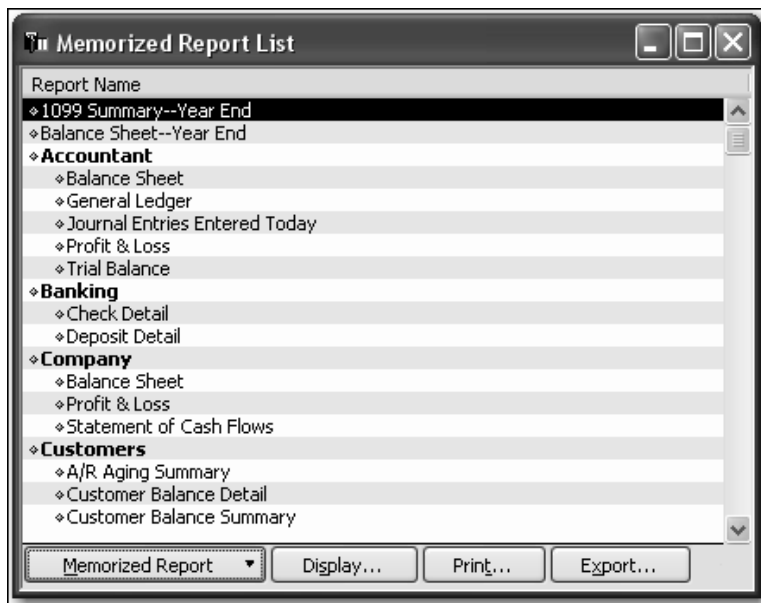 Memorized Report List
Report Name
1099 Summary--Year End
Balance Sheet--Year End
Accountant
Balance Sheet
General Ledger
Journal Entries Entered Today
Profit & Loss
Trial Balance
Banking
Check Detail
Deposit Detail
Company
Balance Sheet
Profit & Loss
Statement of Cash Flows
Customers
A/R Aging Summary
Customer Balance Detail
Customer Balance Summary
Memorized Report Display... Print... Export...